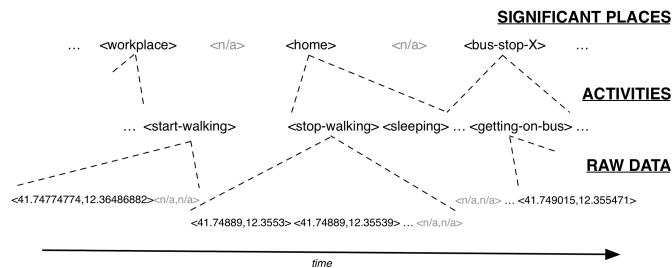 SIGNIFICANT PLACES
... <workplace> <n/a> <home> <n/a> <bus-stop-X> ...
ACTIVITIES
... <start-walking> <stop-walking> <sleeping> ... <getting-on-bus> ...
RAW DATA
<41.74774774,12.36486882> <n/a,n/a> <n/a,n/a> ... <41.749015,12.355471>
<41.74889,12.3553> <41.74889,12.35539> ... <n/a,n/a>
time